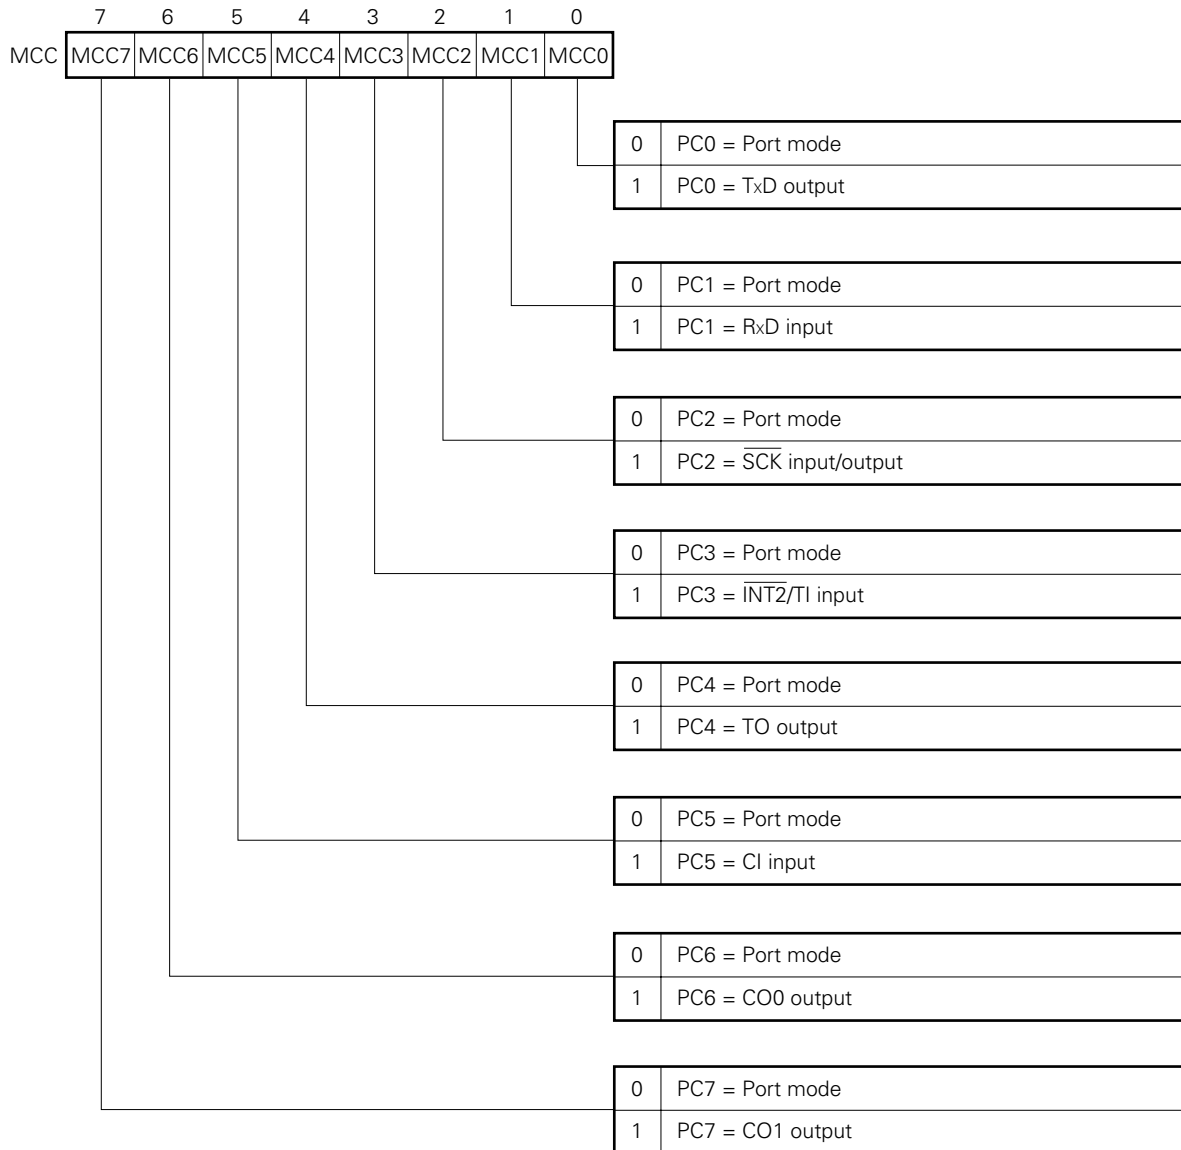 7 6 5 4 3 2 1 0
MCC MCC7 MCC6 MCC5 MCC4 MCC3 MCC2 MCC1 MCC0
0 PC0 = Port mode
1 PC0 = TxD output
0 PC1 = Port mode
1 PC1 = RxD input
0 PC2 = Port mode
1 PC2 = S̅C̅K̅ input/output
0 PC3 = Port mode
1 PC3 = I̅N̅T̅2̅/TI input
0 PC4 = Port mode
1 PC4 = TO output
0 PC5 = Port mode
1 PC5 = CI input
0 PC6 = Port mode
1 PC6 = CO0 output
0 PC7 = Port mode
1 PC7 = CO1 output